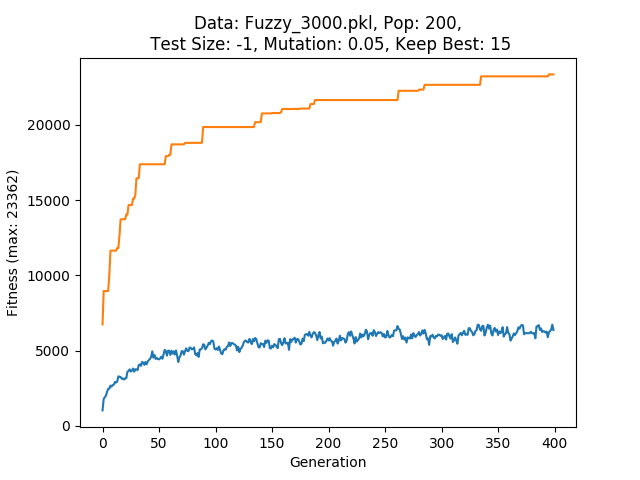 Data: Fuzzy_3000.pkl, Pop: 200,
Test Size: -1, Mutation: 0.05, Keep Best: 15
Fitness (max: 23362)
20000
15000
10000
5000
0
0 50 100 150 200 250 300 350 400
Generation